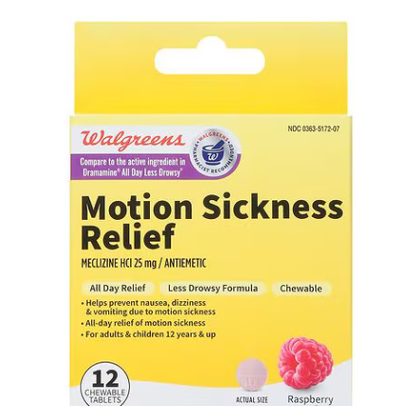 Walgreens
NDC 0363-5172-07
Compare to the active ingredient in
Dramamine® All Day Less Drowsy*
WALGREENS
PHARMACIST RECOMMENDED
Motion Sickness
Relief
MECLIZINE HCl 25 mg / ANTIEMETIC
All Day Relief
Less Drowsy Formula
Chewable
• Helps prevent nausea, dizziness
& vomiting due to motion sickness
• All-day relief of motion sickness
• For adults & children 12 years & up
12
CHEWABLE
TABLETS
ACTUAL SIZE
Raspberry